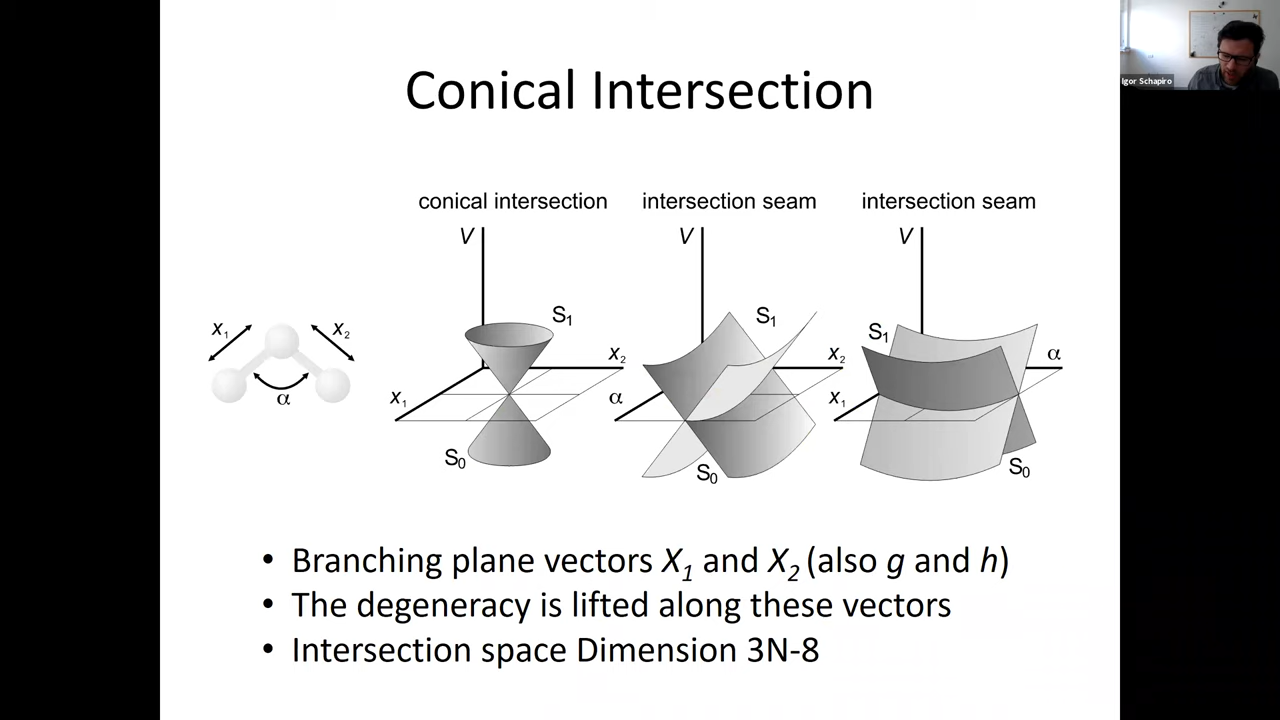 Igor Schapiro
Conical Intersection
conical intersection
intersection seam
intersection seam
V
V
V
S1
S1
S1
x1
x2
α
x1
x2
α
x2
x1
α
S0
S0
S0
• Branching plane vectors X1 and X2 (also g and h)
• The degeneracy is lifted along these vectors
• Intersection space Dimension 3N-8